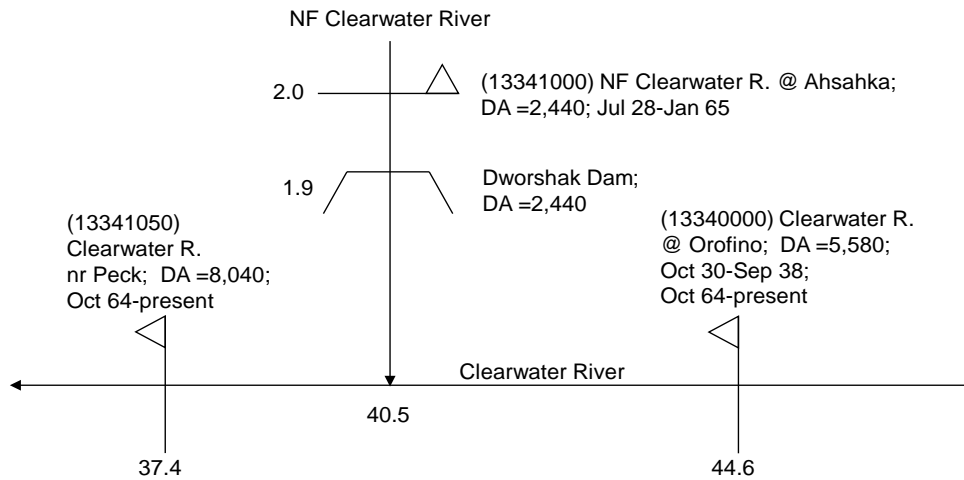 NF Clearwater River
2.0
(13341000) NF Clearwater R. @ Ahsahka;
DA =2,440; Jul 28-Jan 65
1.9
Dworshak Dam;
DA =2,440
(13341050)
Clearwater R.
nr Peck;  DA =8,040;
Oct 64-present
(13340000) Clearwater R.
@ Orofino;  DA =5,580;
Oct 30-Sep 38;
Oct 64-present
Clearwater River
40.5
37.4
44.6